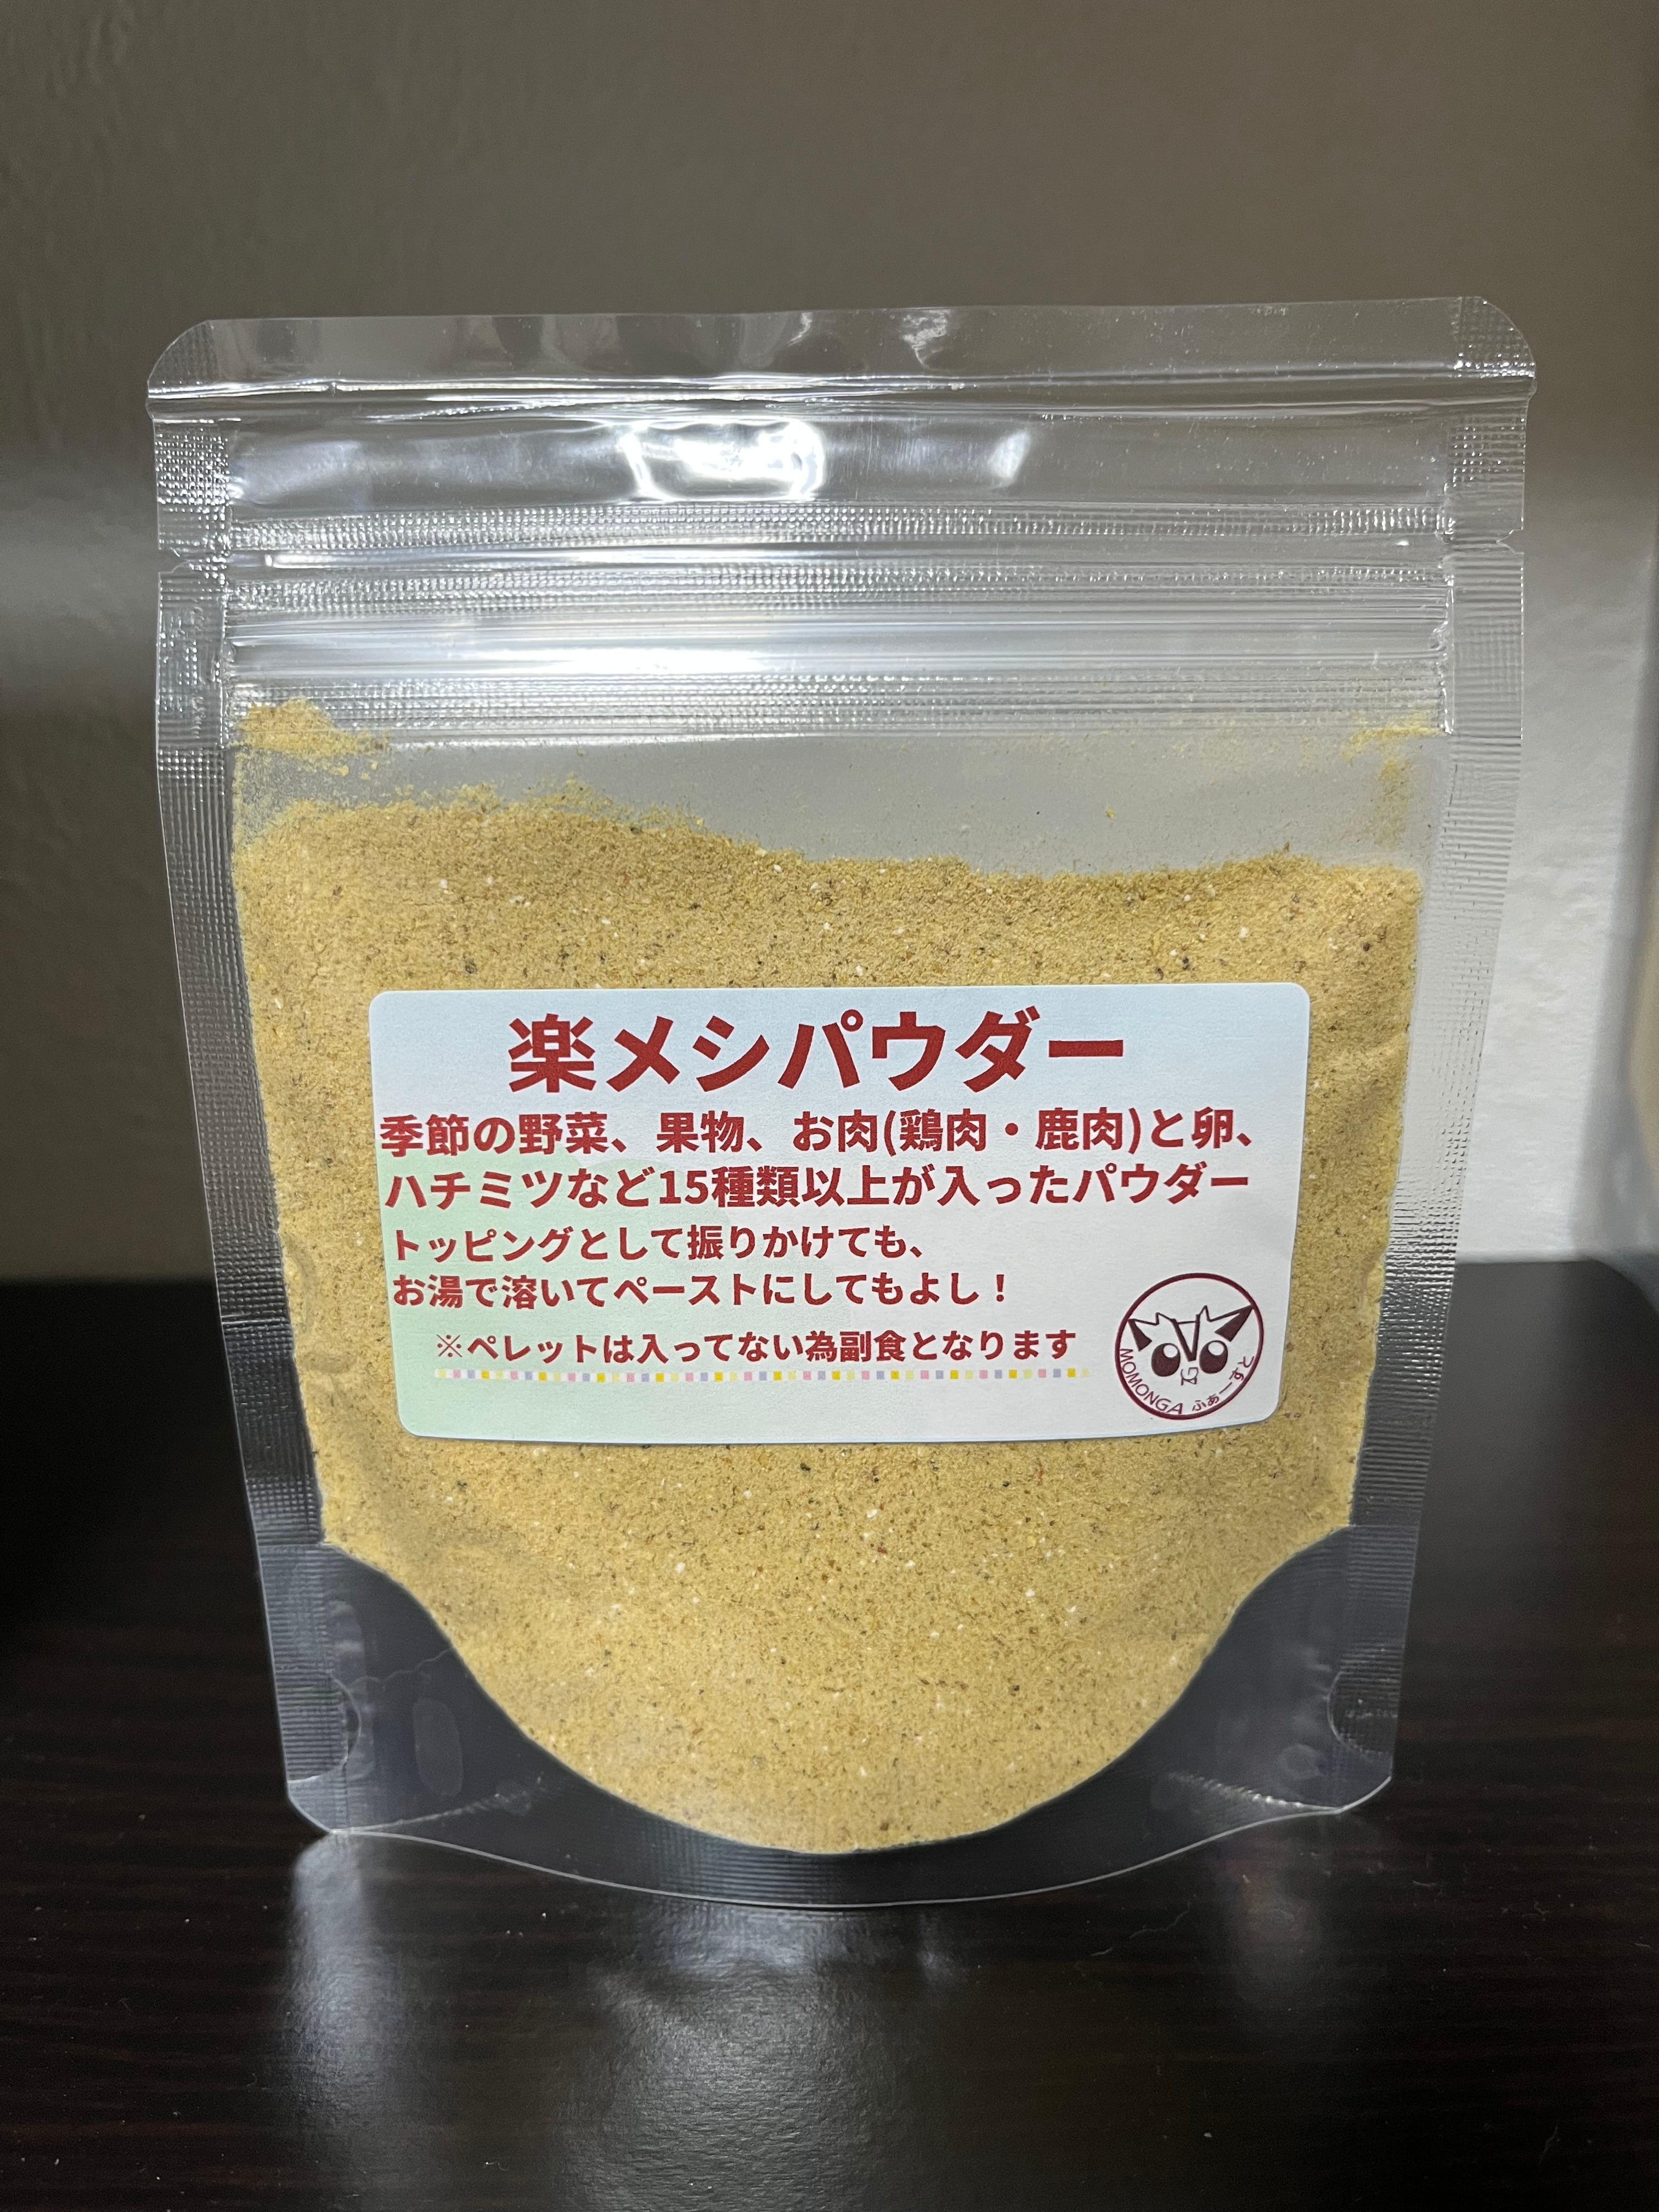 楽メシパウダー
季節の野菜、果物、お肉(鶏肉・鹿肉)と卵、
ハチミツなど15種類以上が入ったパウダー
トッピングとして振りかけても、
お湯で溶いてペーストにしてもよし！
※ペレットは入ってない為副食となります
MOMONGA ふぁーすと